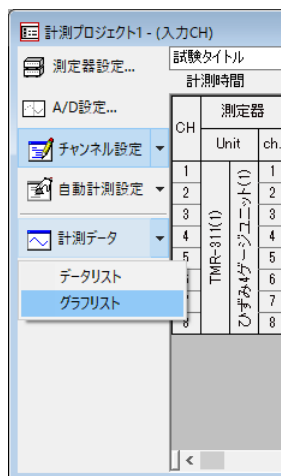 計測プロジェクト1 - (入力CH)
測定器設定...
A/D設定...
チャンネル設定
自動計測設定
計測データ
データリスト
グラフリスト
試験タイトル
計測時間
CH
測定器
Unit
ch.
1
2
3
4
5
8
TMR-311(1)
ひずみ4ゲージユニット(1)
1
2
3
4
5
6
7
8